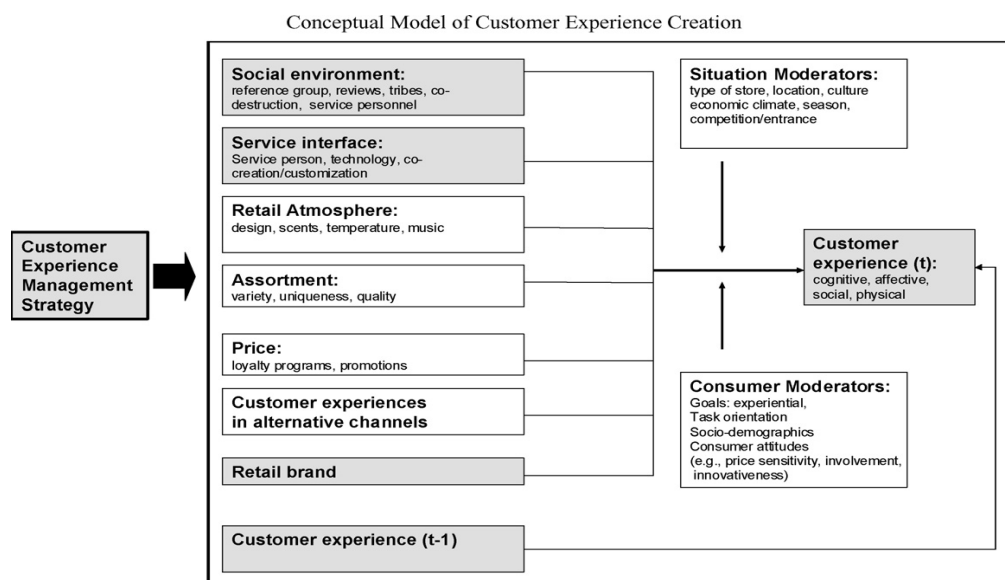 Conceptual Model of Customer Experience Creation
Social environment:
reference group, reviews, tribes, co-
destruction, service personnel
Service interface:
Service person, technology, co-
creation/customization
Retail Atmosphere:
design, scents, temperature, music
Assortment:
variety, uniqueness, quality
Price:
loyalty programs, promotions
Customer experiences
in alternative channels
Retail brand
Customer experience (t-1)
Customer
Experience
Management
Strategy
Situation Moderators:
type of store, location, culture
economic climate, season,
competition/entrance
Customer
experience (t):
cognitive, affective,
social, physical
Consumer Moderators:
Goals: experiential,
Task orientation
Socio-demographics
Consumer attitudes
(e.g., price sensitivity, involvement,
innovativeness)